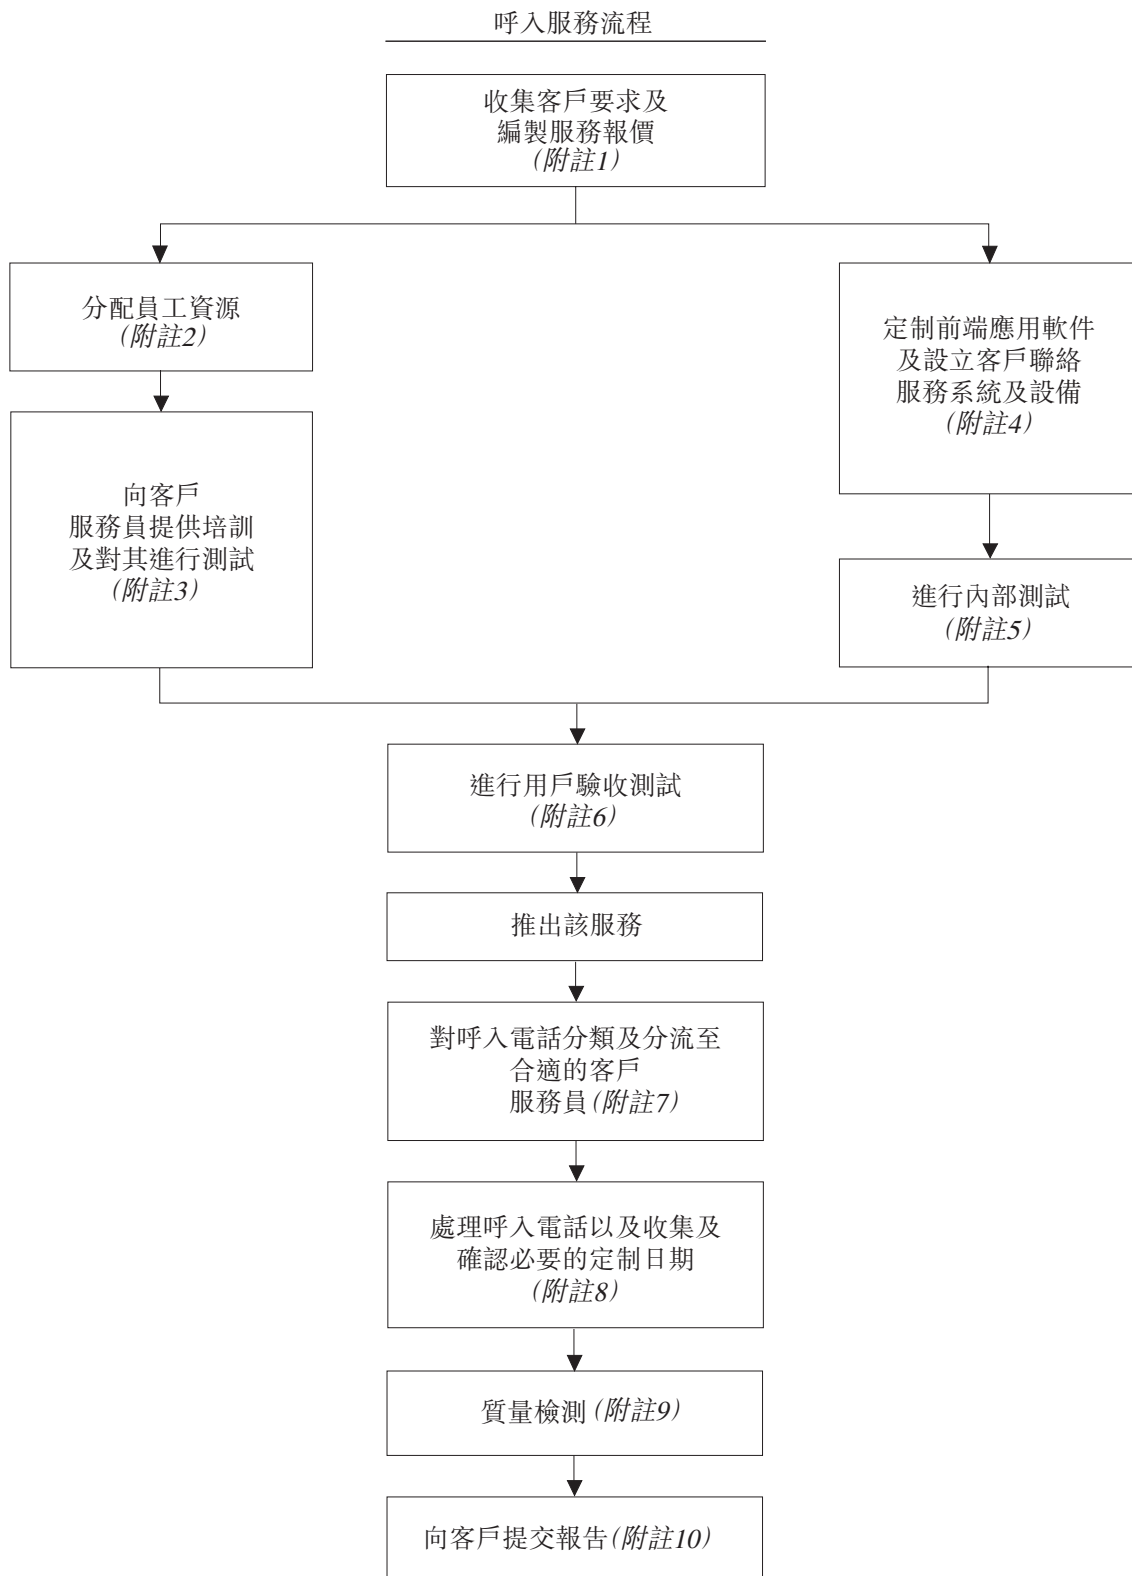 呼入服務流程
收集客戶要求及
編製服務報價
(附註1)
分配員工資源
(附註2)
向客戶
服務員提供培訓
及對其進行測試
(附註3)
定制前端應用軟件
及設立客戶聯絡
服務系統及設備
(附註4)
進行內部測試
(附註5)
進行用戶驗收測試
(附註6)
推出該服務
對呼入電話分類及分流至
合適的客戶
服務員(附註7)
處理呼入電話以及收集及
確認必要的定制日期
(附註8)
質量檢測(附註9)
向客戶提交報告(附註10)